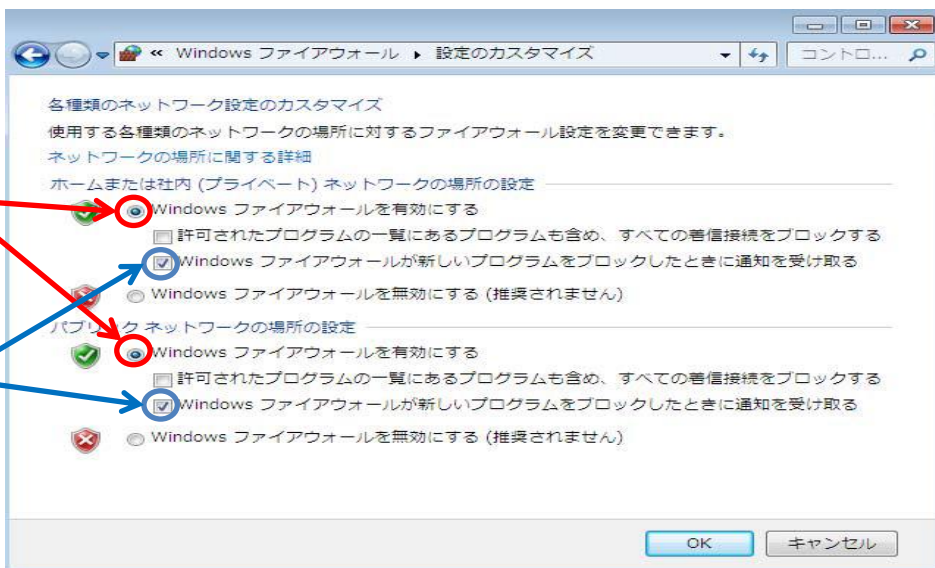 « Windows ファイアウォール ▸ 設定のカスタマイズ コントロ...
各種類のネットワーク設定のカスタマイズ
使用する各種類のネットワークの場所に対するファイアウォール設定を変更できます。
ネットワークの場所に関する詳細
ホームまたは社内 (プライベート) ネットワークの場所の設定
Windows ファイアウォールを有効にする
許可されたプログラムの一覧にあるプログラムも含め、すべての着信接続をブロックする
Windows ファイアウォールが新しいプログラムをブロックしたときに通知を受け取る
Windows ファイアウォールを無効にする (推奨されません)
パブリック ネットワークの場所の設定
Windows ファイアウォールを有効にする
許可されたプログラムの一覧にあるプログラムも含め、すべての着信接続をブロックする
Windows ファイアウォールが新しいプログラムをブロックしたときに通知を受け取る
Windows ファイアウォールを無効にする (推奨されません)
OK キャンセル